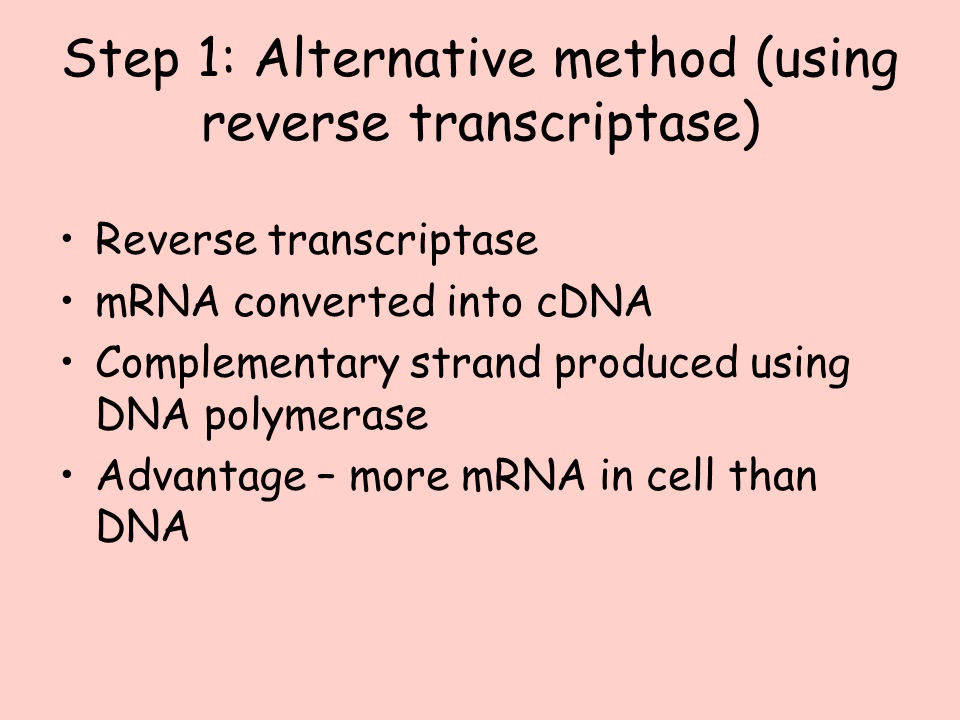 Step 1: Alternative method (using
reverse transcriptase)
• Reverse transcriptase
• mRNA converted into cDNA
• Complementary strand produced using
DNA polymerase
• Advantage – more mRNA in cell than
DNA